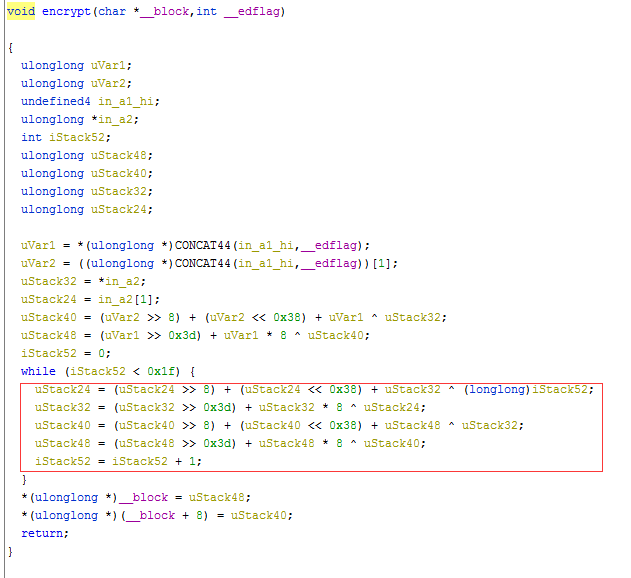 void encrypt(char *__block,int __edflag)
{
ulonglong uVar1;
ulonglong uVar2;
undefined4 in_a1_hi;
ulonglong *in_a2;
int iStack52;
ulonglong uStack48;
ulonglong uStack40;
ulonglong uStack32;
ulonglong uStack24;
uVar1 = *(ulonglong *)CONCAT44(in_a1_hi,__edflag);
uVar2 = ((ulonglong *)CONCAT44(in_a1_hi,__edflag))[1];
uStack32 = *in_a2;
uStack24 = in_a2[1];
uStack40 = (uVar2 >> 8) + (uVar2 << 0x38) + uVar1 ^ uStack32;
uStack48 = (uVar1 >> 0x3d) + uVar1 * 8 ^ uStack40;
iStack52 = 0;
while (iStack52 < 0x1f) {
uStack24 = (uStack24 >> 8) + (uStack24 << 0x38) + uStack32 ^ (longlong)iStack52;
uStack32 = (uStack32 >> 0x3d) + uStack32 * 8 ^ uStack24;
uStack40 = (uStack40 >> 8) + (uStack40 << 0x38) + uStack48 ^ uStack32;
uStack48 = (uStack48 >> 0x3d) + uStack48 * 8 ^ uStack40;
iStack52 = iStack52 + 1;
}
*(ulonglong *)__block = uStack48;
*(ulonglong *)(__block + 8) = uStack40;
return;
}